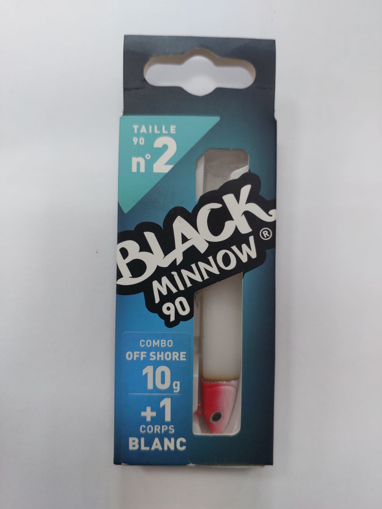 TAILLE
90
n°2
BLACK
MINNOW®
90
COMBO
OFF SHORE
10g
+1
CORPS
BLANC